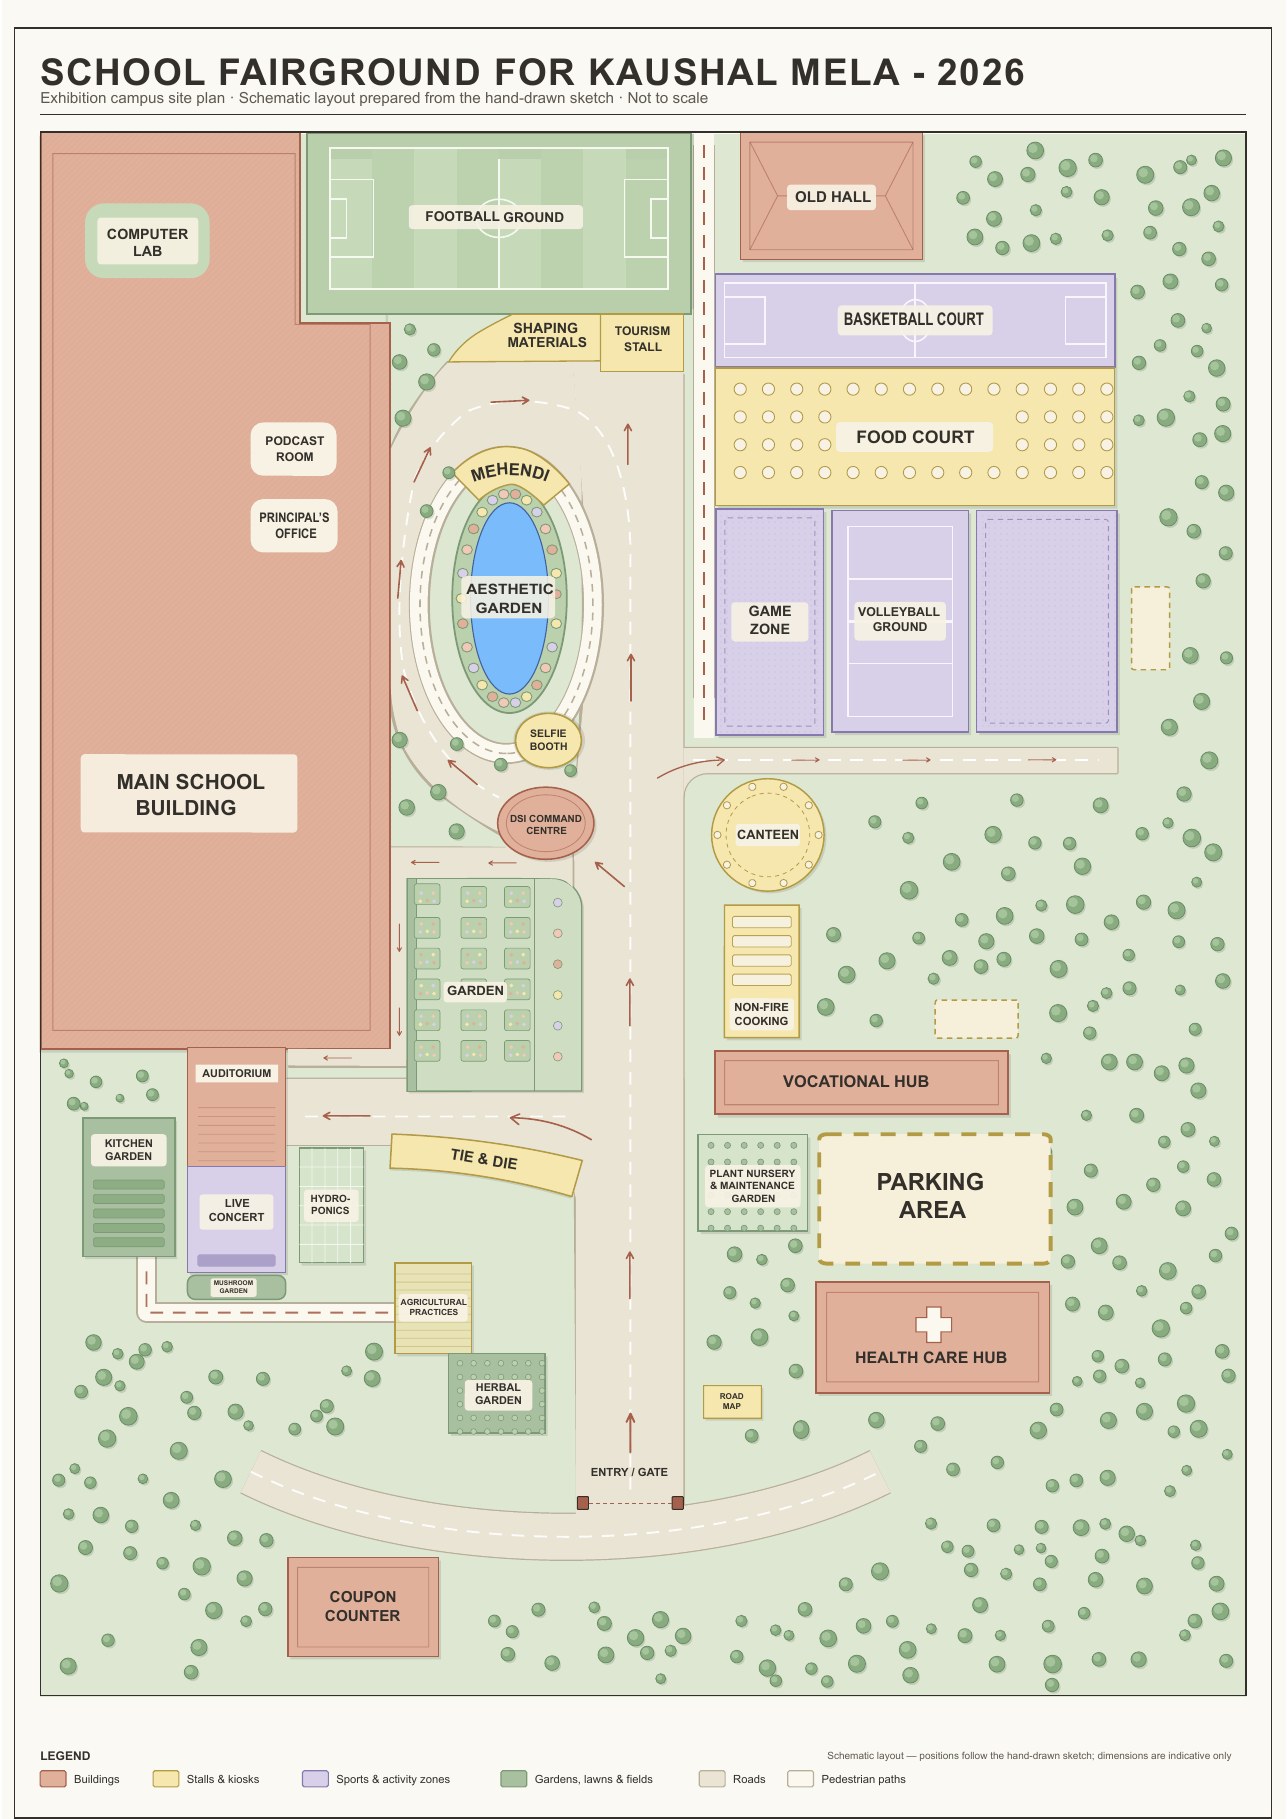 SCHOOL FAIRGROUND FOR KAUSHAL MELA - 2026
Exhibition campus site plan · Schematic layout prepared from the hand-drawn sketch · Not to scale
COMPUTER
LAB
FOOTBALL GROUND
OLD HALL
SHAPING
MATERIALS
TOURISM
STALL
BASKETBALL COURT
PODCAST
ROOM
MEHENDI
FOOD COURT
PRINCIPAL'S
OFFICE
AESTHETIC
GARDEN
GAME
ZONE
VOLLEYBALL
GROUND
SELFIE
BOOTH
MAIN SCHOOL
BUILDING
DSI COMMAND
CENTRE
CANTEEN
GARDEN
NON-FIRE
COOKING
AUDITORIUM
VOCATIONAL HUB
KITCHEN
GARDEN
TIE & DIE
LIVE
CONCERT
HYDRO-
PONICS
PLANT NURSERY
& MAINTENANCE
GARDEN
PARKING
AREA
MUSHROOM
GARDEN
AGRICULTURAL
PRACTICES
HEALTH CARE HUB
HERBAL
GARDEN
ROAD
MAP
ENTRY / GATE
COUPON
COUNTER
LEGEND
Schematic layout — positions follow the hand-drawn sketch; dimensions are indicative only
Buildings
Stalls & kiosks
Sports & activity zones
Gardens, lawns & fields
Roads
Pedestrian paths